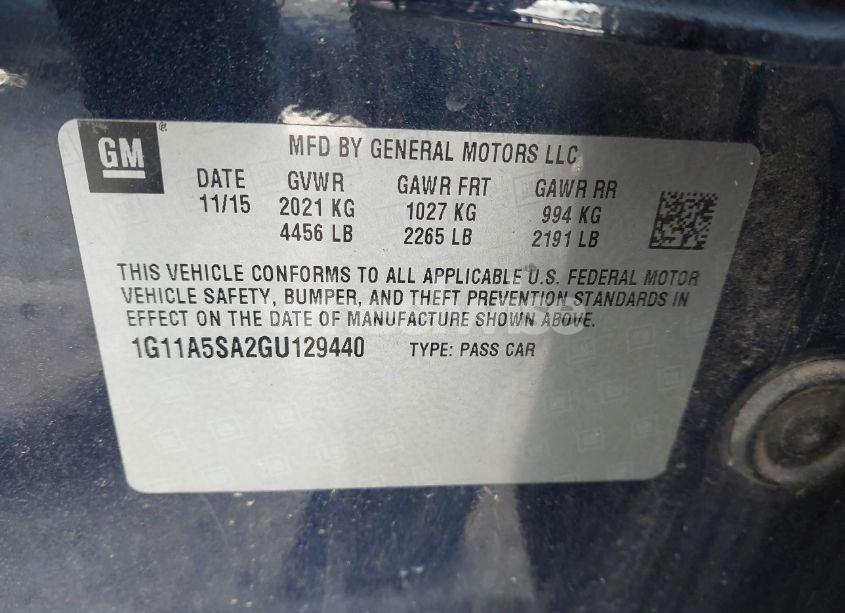 GM ®
MFD BY GENERAL MOTORS LLC
DATE GVWR GAWR FRT GAWR RR
11/15 2021 KG 1027 KG 994 KG
4456 LB 2265 LB 2191 LB
THIS VEHICLE CONFORMS TO ALL APPLICABLE U.S. FEDERAL MOTOR
VEHICLE SAFETY, BUMPER, AND THEFT PREVENTION STANDARDS IN
EFFECT ON THE DATE OF MANUFACTURE SHOWN ABOVE.
1G11A5SA2GU129440 TYPE: PASS CAR